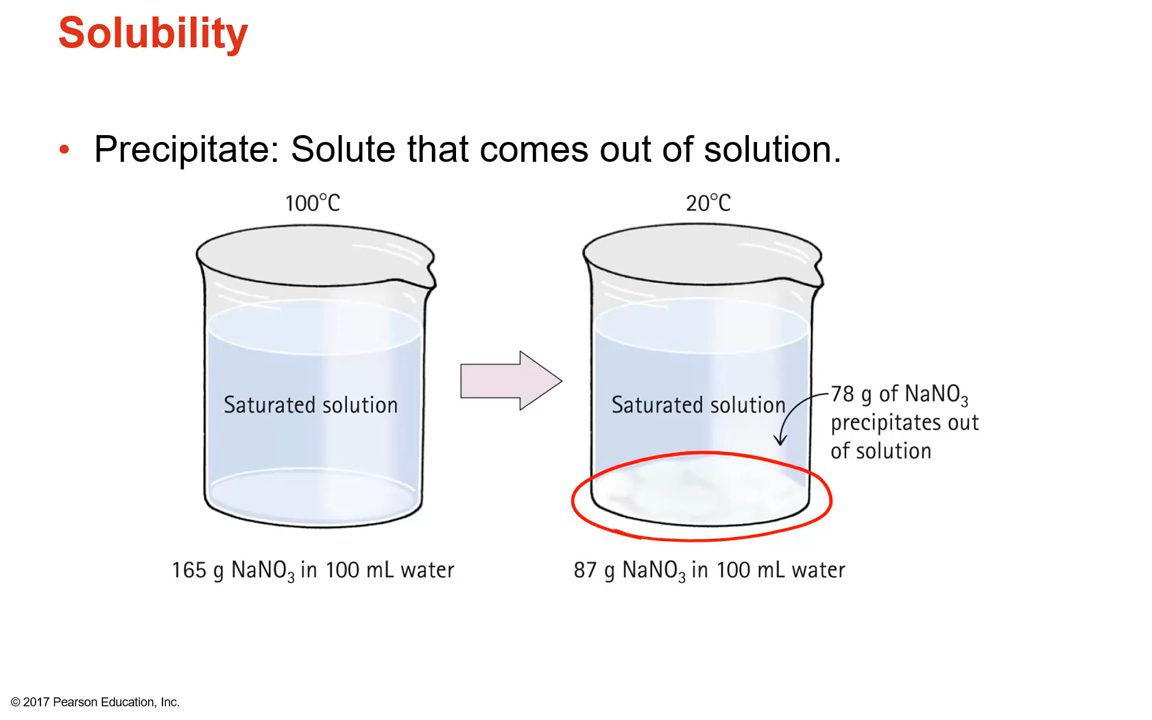 Solubility
• Precipitate: Solute that comes out of solution.
100°C
20°C
Saturated solution
Saturated solution
78 g of NaNO₃
precipitates out
of solution
165 g NaNO₃ in 100 mL water
87 g NaNO₃ in 100 mL water
© 2017 Pearson Education, Inc.